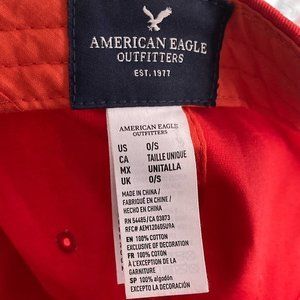 AMERICAN EAGLE
OUTFITTERS
EST. 1977
AMERICAN EAGLE
OUTFITTERS
US O/S
CA TAILLE UNIQUE
MX UNITALLA
UK O/S
MADE IN CHINA /
FABRIQUÉ EN CHINE /
HECHO EN CHINA
RN 54485/CA 03873
RFC# AEM120605U9A
EN 100% COTTON
EXCLUSIVE OF DECORATION
FR 100% COTON
À L'EXCEPTION DE LA
GARNITURE
SP 100% algodón
EXCEPTO LA DECORACIÓN